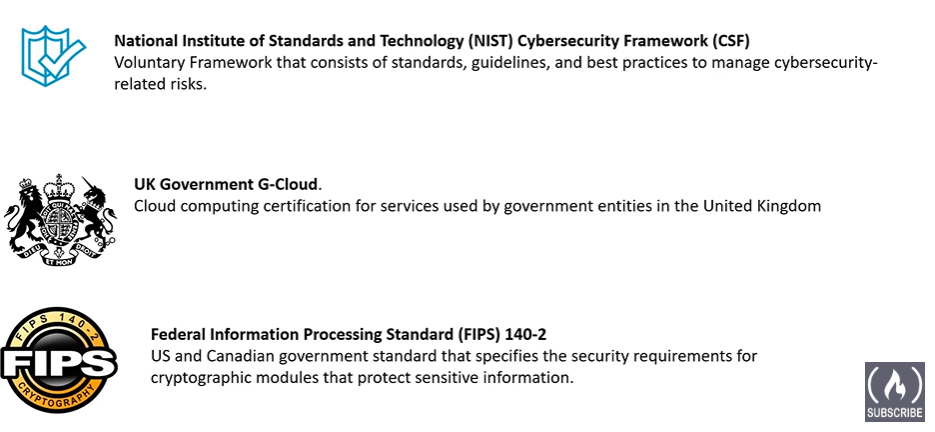 National Institute of Standards and Technology (NIST) Cybersecurity Framework (CSF)
Voluntary Framework that consists of standards, guidelines, and best practices to manage cybersecurity-
related risks.
UK Government G-Cloud.
Cloud computing certification for services used by government entities in the United Kingdom
DIEU ET MON DROIT
FIPS 140-2
FIPS
CRYPTOGRAPHY
Federal Information Processing Standard (FIPS) 140-2
US and Canadian government standard that specifies the security requirements for
cryptographic modules that protect sensitive information.
SUBSCRIBE